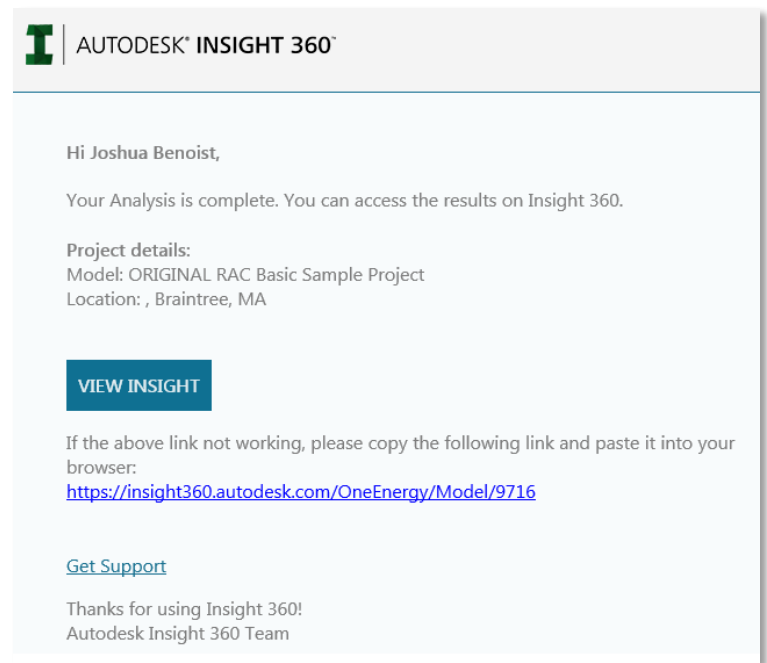 AUTODESK® INSIGHT 360™
Hi Joshua Benoist,
Your Analysis is complete. You can access the results on Insight 360.
Project details:
Model: ORIGINAL RAC Basic Sample Project
Location: , Braintree, MA
VIEW INSIGHT
If the above link not working, please copy the following link and paste it into your
browser:
https://insight360.autodesk.com/OneEnergy/Model/9716
Get Support
Thanks for using Insight 360!
Autodesk Insight 360 Team